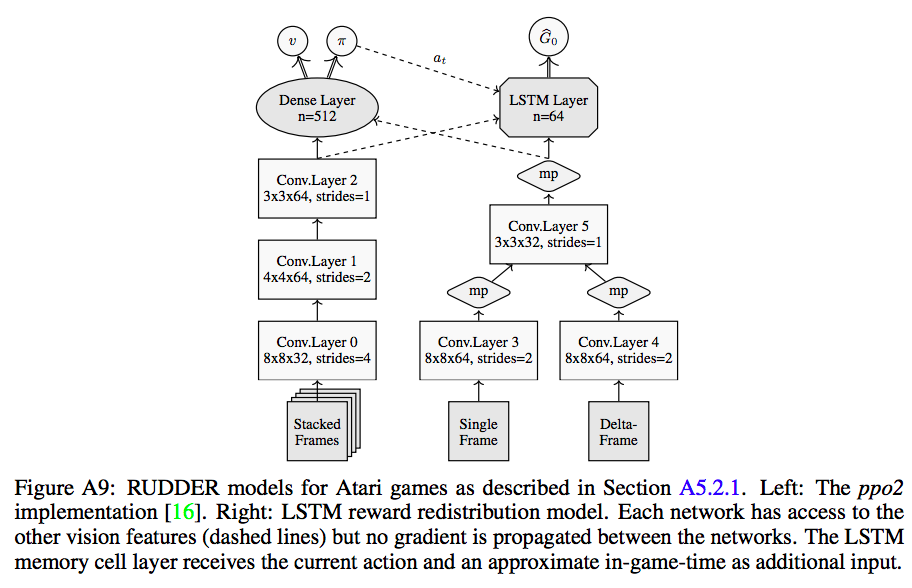 v
π
Ĝ₀
aₜ
Dense Layer
n=512
LSTM Layer
n=64
Conv.Layer 2
3x3x64, strides=1
mp
Conv.Layer 5
3x3x32, strides=1
Conv.Layer 1
4x4x64, strides=2
mp
mp
Conv.Layer 0
8x8x32, strides=4
Conv.Layer 3
8x8x64, strides=2
Conv.Layer 4
8x8x64, strides=2
Stacked
Frames
Single
Frame
Delta-
Frame
Figure A9: RUDDER models for Atari games as described in Section A5.2.1. Left: The ppo2
implementation [16]. Right: LSTM reward redistribution model. Each network has access to the
other vision features (dashed lines) but no gradient is propagated between the networks. The LSTM
memory cell layer receives the current action and an approximate in-game-time as additional input.